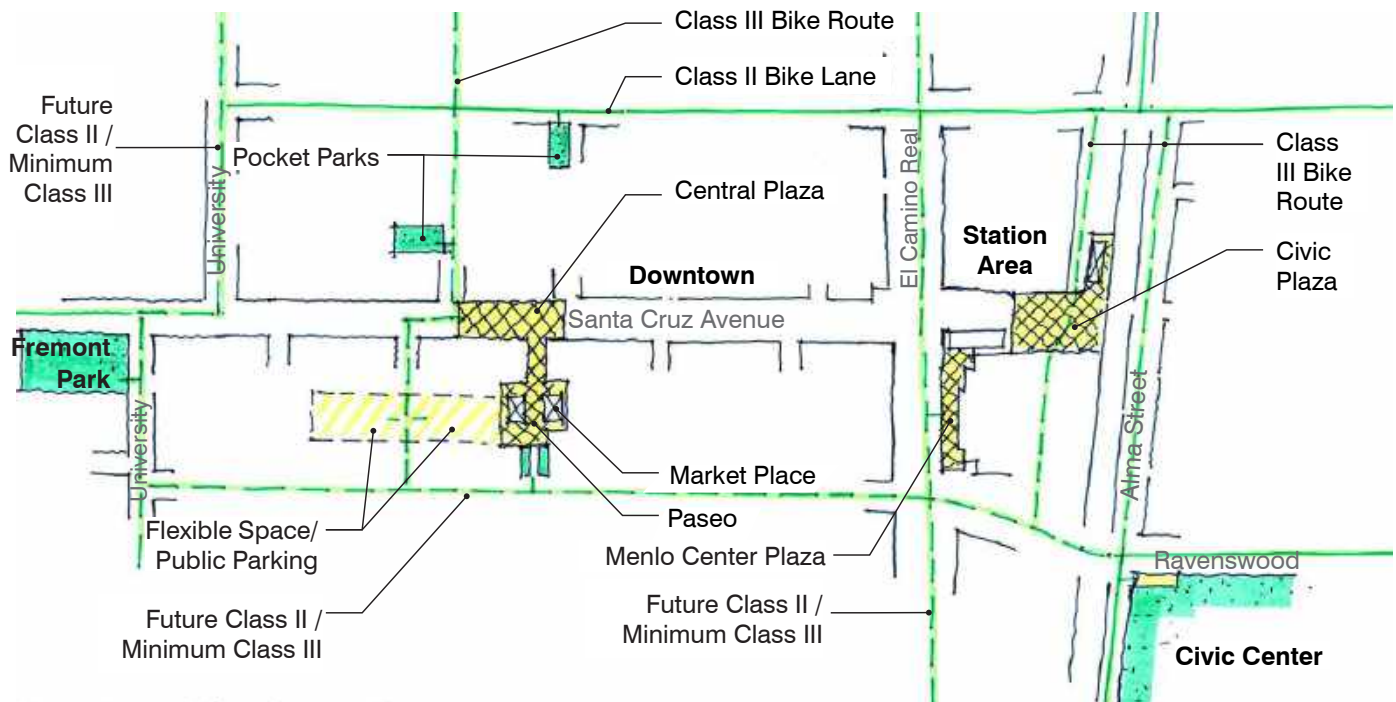 Class III Bike Route
Class II Bike Lane
Future
Class II /
Minimum
Class III
Pocket Parks
University
Central Plaza
El Camino Real
Class
III Bike
Route
Station
Area
Civic
Plaza
Downtown
Santa Cruz Avenue
Fremont
Park
University
Alma Street
Market Place
Paseo
Flexible Space/
Public Parking
Menlo Center Plaza
Ravenswood
Future Class II /
Minimum Class III
Future Class II /
Minimum Class III
Civic Center